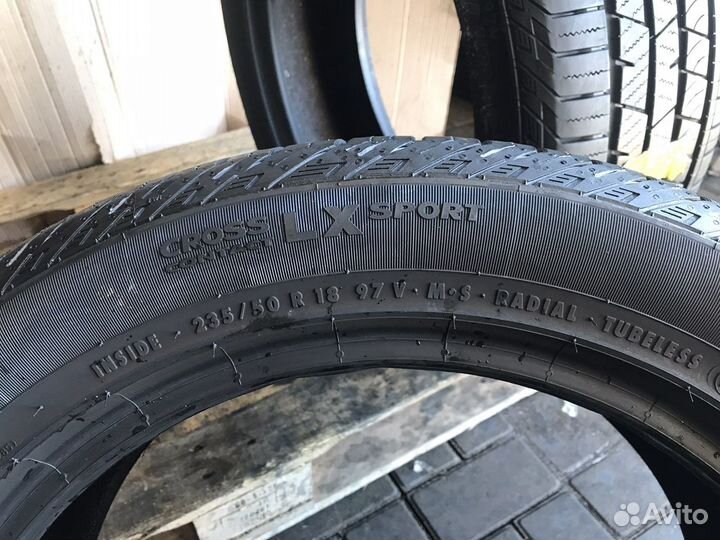 CROSS CONTACT LX SPORT
INSIDE - 235/50 R 18 97 V · M+S · RADIAL - TUBELESS
Avito